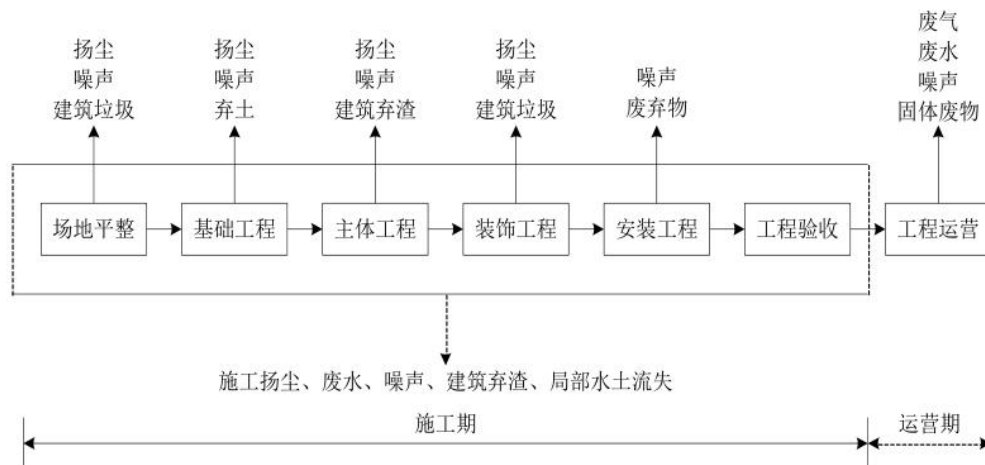 扬尘
噪声
建筑垃圾
扬尘
噪声
弃土
扬尘
噪声
建筑弃渣
扬尘
噪声
建筑垃圾
噪声
废弃物
废气
废水
噪声
固体废物
场地平整
基础工程
主体工程
装饰工程
安装工程
工程验收
工程运营
施工扬尘、废水、噪声、建筑弃渣、局部水土流失
施工期
运营期